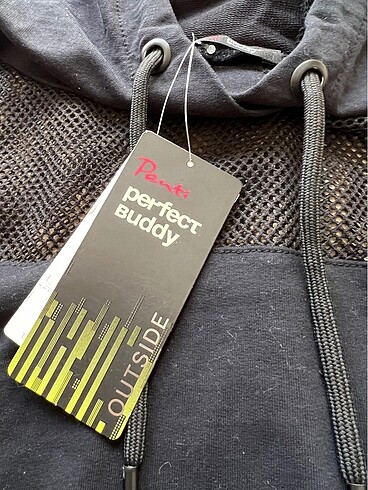 Penti
perfect
BUddy
OUTSIDE